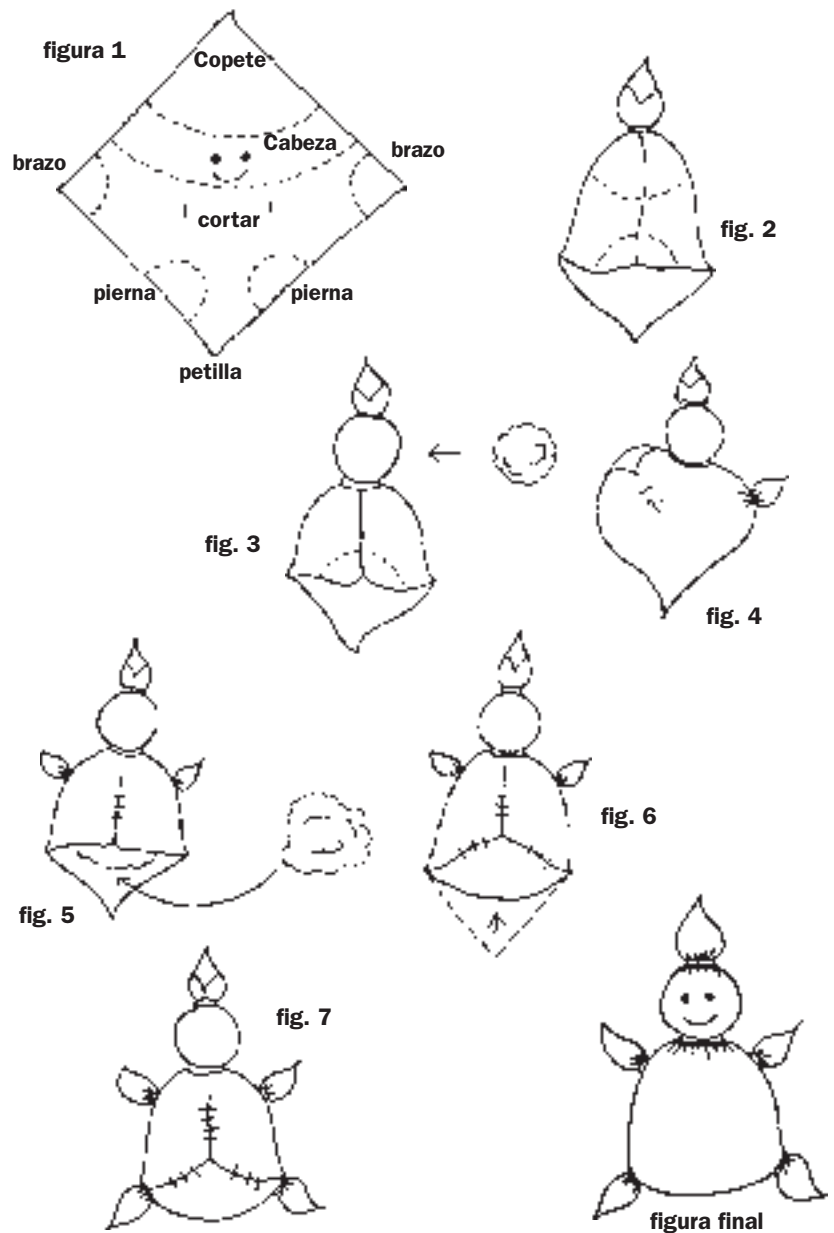 figura 1
Copete
Cabeza
brazo
brazo
cortar
pierna
pierna
petilla
fig. 2
fig. 3
fig. 4
fig. 5
fig. 6
fig. 7
figura final